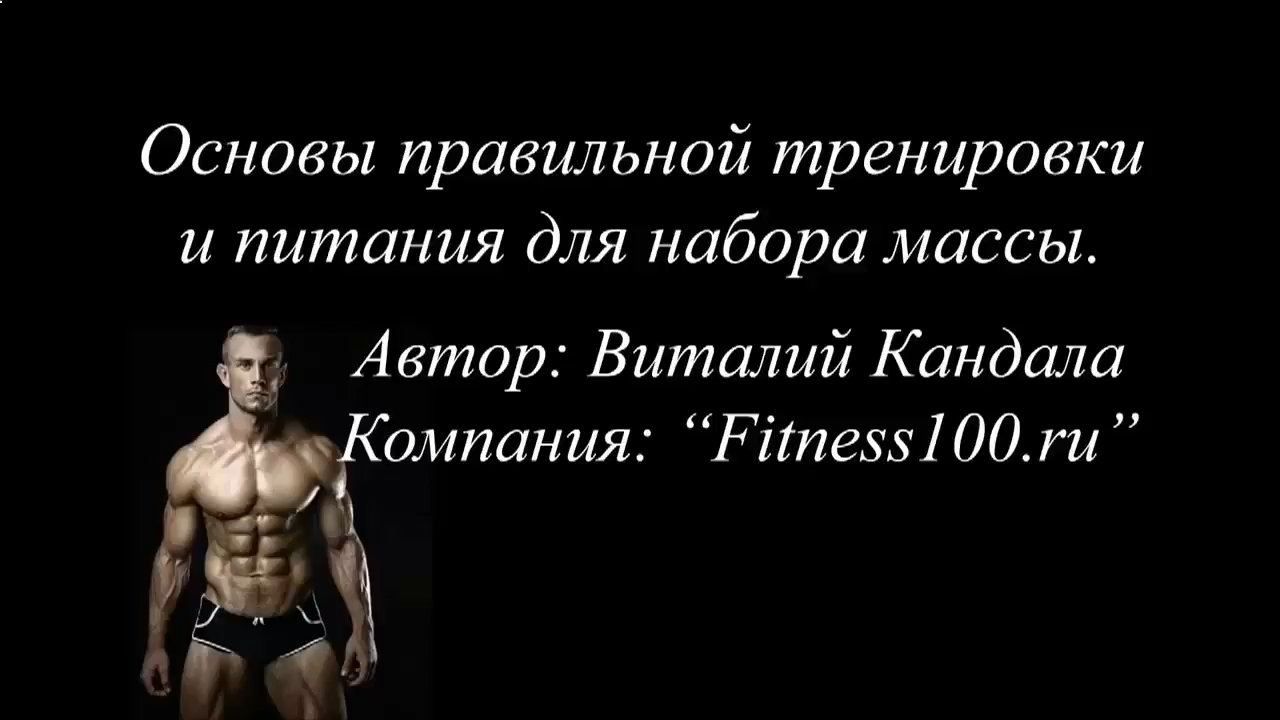 Основы правильной тренировки
и питания для набора массы.
Автор: Виталий Кандала
Компания: “Fitness100.ru”